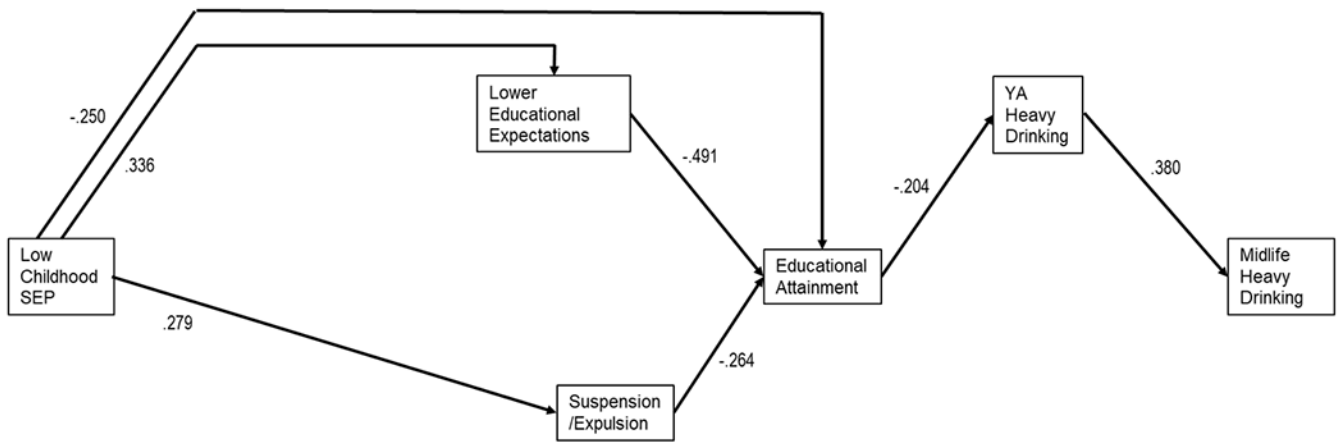 -.250
.336
Lower
Educational
Expectations
-.491
YA
Heavy
Drinking
-.204
.380
Low
Childhood
SEP
.279
Educational
Attainment
Midlife
Heavy
Drinking
-.264
Suspension
/Expulsion